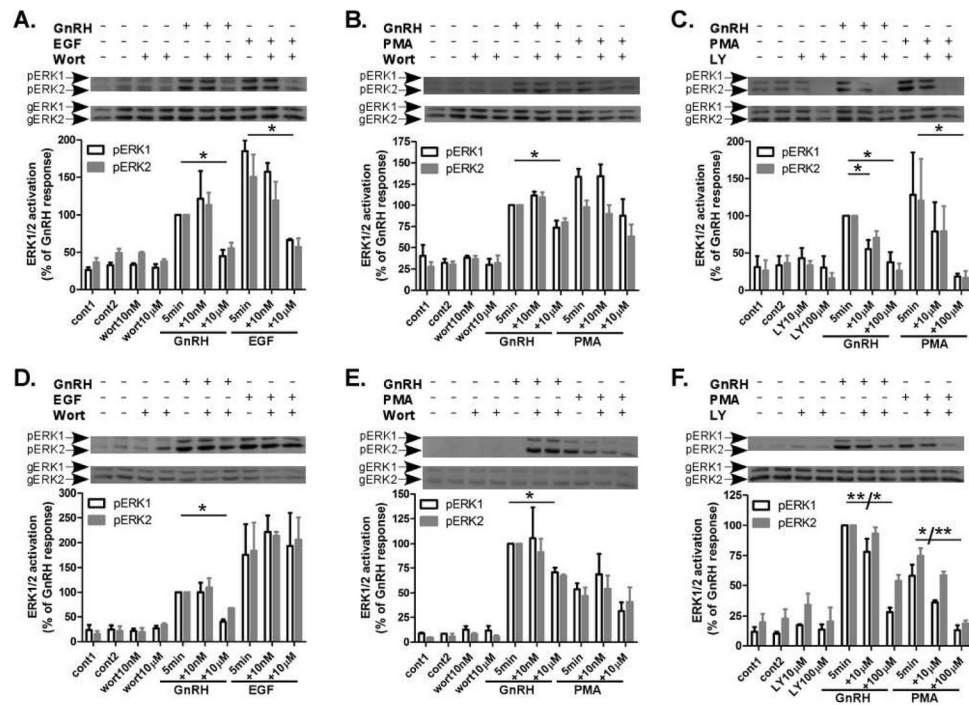 A.
GnRH - - - - + + + - - -
EGF - - - - - - - + + +
Wort - - + + - + + - + +
pERK1
pERK2
gERK1
gERK2
ERK1/2 activation
(% of GnRH response)
200
150
100
50
0
pERK1
pERK2
*
*
cont1
cont2
wort10nM
wort10µM
5min
+10nM
+10µM
5min
+10nM
+10µM
GnRH
EGF
B.
GnRH - - - - + + + - - -
PMA - - - - - - - + + +
Wort - - + + - + + - + +
pERK1
pERK2
gERK1
gERK2
ERK1/2 activation
(% of GnRH response)
175
150
125
100
75
50
25
0
pERK1
pERK2
*
cont1
cont2
wort10nM
wort10µM
5min
+10nM
+10µM
5min
+10nM
+10µM
GnRH
PMA
C.
GnRH - - - - + + + - - -
PMA - - - - - - - + + +
LY - - + + - + + - + +
pERK1
pERK2
gERK1
gERK2
ERK1/2 activation
(% of GnRH response)
200
150
100
50
0
pERK1
pERK2
*
*
*
cont1
cont2
LY10µM
LY100µM
5min
+10µM
+100µM
5min
+10µM
+100µM
GnRH
PMA
D.
GnRH - - - - + + + - - -
EGF - - - - - - - + + +
Wort - - + + - + + - + +
pERK1
pERK2
gERK1
gERK2
ERK1/2 activation
(% of GnRH response)
300
250
200
150
100
50
0
pERK1
pERK2
*
cont1
cont2
wort10nM
wort10µM
5min
+10nM
+10µM
5min
+10nM
+10µM
GnRH
EGF
E.
GnRH - - - - + + + - - -
PMA - - - - - - - + + +
Wort - - + + - + + - + +
pERK1
pERK2
gERK1
gERK2
ERK1/2 activation
(% of GnRH response)
150
125
100
75
50
25
0
pERK1
pERK2
*
cont1
cont2
wort10nM
wort10µM
5min
+10nM
+10µM
5min
+10nM
+10µM
GnRH
PMA
F.
GnRH - - - - + + + - - -
PMA - - - - - - - + + +
LY - - + + - + + - + +
pERK1
pERK2
gERK1
gERK2
ERK1/2 activation
(% of GnRH response)
125
100
75
50
25
0
pERK1
pERK2
**/*
*/**
cont1
cont2
LY10µM
LY100µM
5min
+10µM
+100µM
5min
+10µM
+100µM
GnRH
PMA